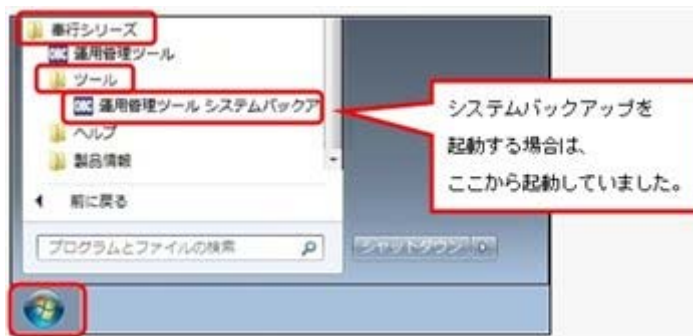 奉行シリーズ
OBC 運用管理ツール
ツール
OBC 運用管理ツール システムバックア
ヘルプ
製品情報
前に戻る
プログラムとファイルの検索
シャットダウン
システムバックアップを
起動する場合は、
ここから起動していました。